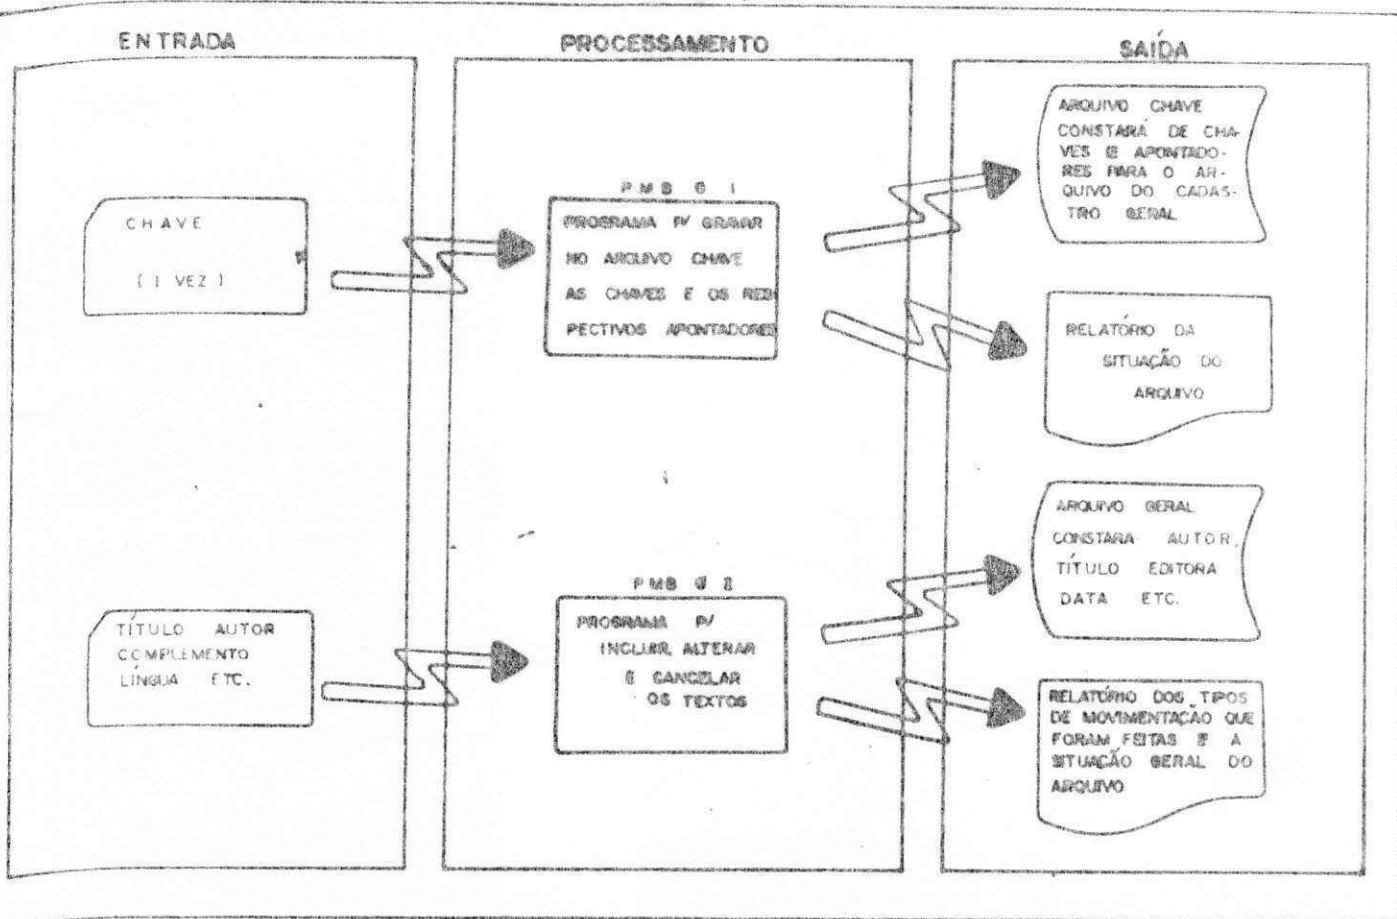 ENTRADA
PROCESSAMENTO
SAÍDA
CHAVE
(1 VEZ)
PMB 0 1
PROGRAMA P/ GRAVAR
NO ARQUIVO CHAVE
AS CHAVES E OS RES
PECTIVOS APONTADORES
ARQUIVO CHAVE
CONSTARÁ DE CHA-
VES E APONTADO-
RES PARA O AR-
QUIVO DO CADAS-
TRO GERAL
RELATÓRIO DA
SITUAÇÃO DO
ARQUIVO
TÍTULO AUTOR
COMPLEMENTO
LÍNGUA ETC.
PMB 0 2
PROGRAMA P/
INCLUIR, ALTERAR
E CANCELAR
OS TEXTOS
ARQUIVO GERAL
CONSTARA AUTOR,
TÍTULO EDITORA
DATA ETC.
RELATÓRIO DOS TIPOS
DE MOVIMENTAÇÃO QUE
FORAM FEITAS E A
SITUAÇÃO GERAL DO
ARQUIVO